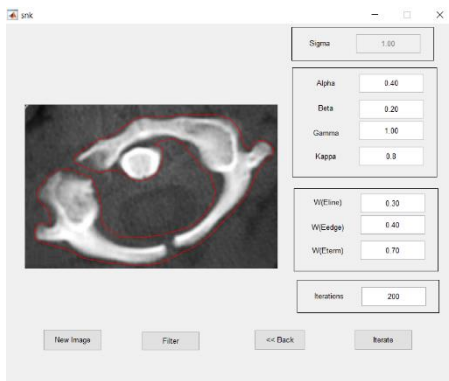 snk
Sigma 1.00
Alpha 0.40
Beta 0.20
Gamma 1.00
Kappa 0.8
W(Eline) 0.30
W(Eedge) 0.40
W(Eterm) 0.70
Iterations 200
New Image Filter << Back Iterate